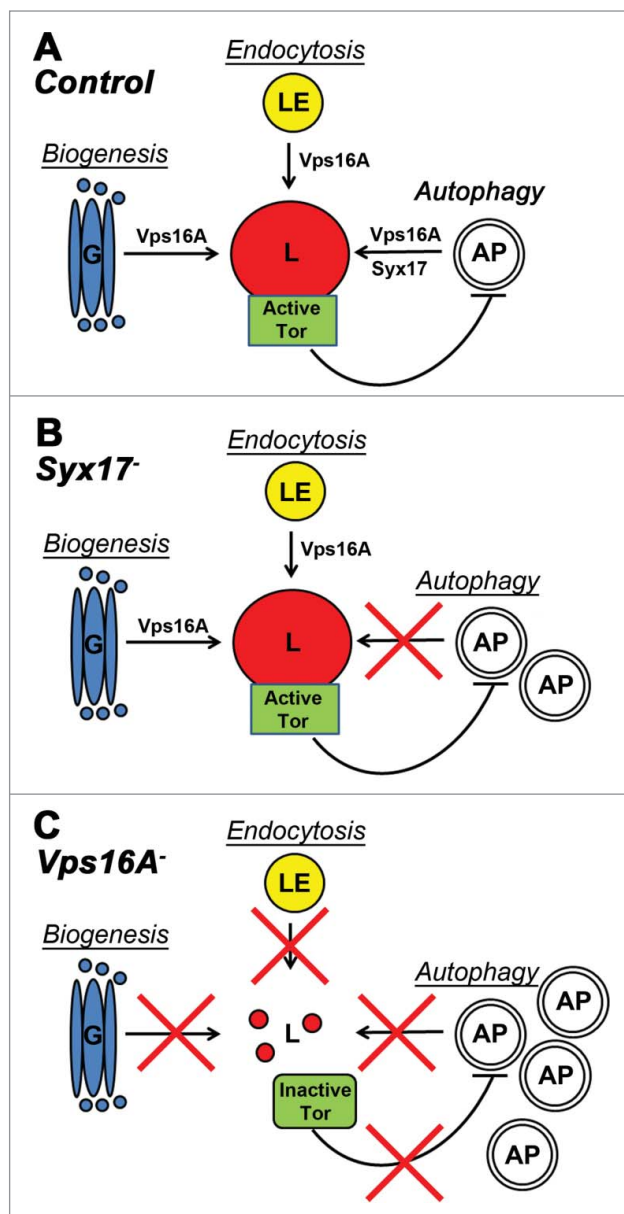 A
Control
Endocytosis
LE
Vps16A
Biogenesis
G
Vps16A
L
Autophagy
Vps16A
Syx17
AP
Active
Tor
B
Syx17-
Endocytosis
LE
Vps16A
Biogenesis
G
Vps16A
L
Autophagy
AP
AP
Active
Tor
C
Vps16A-
Endocytosis
LE
Biogenesis
G
L
Autophagy
AP
AP
AP
AP
Inactive
Tor